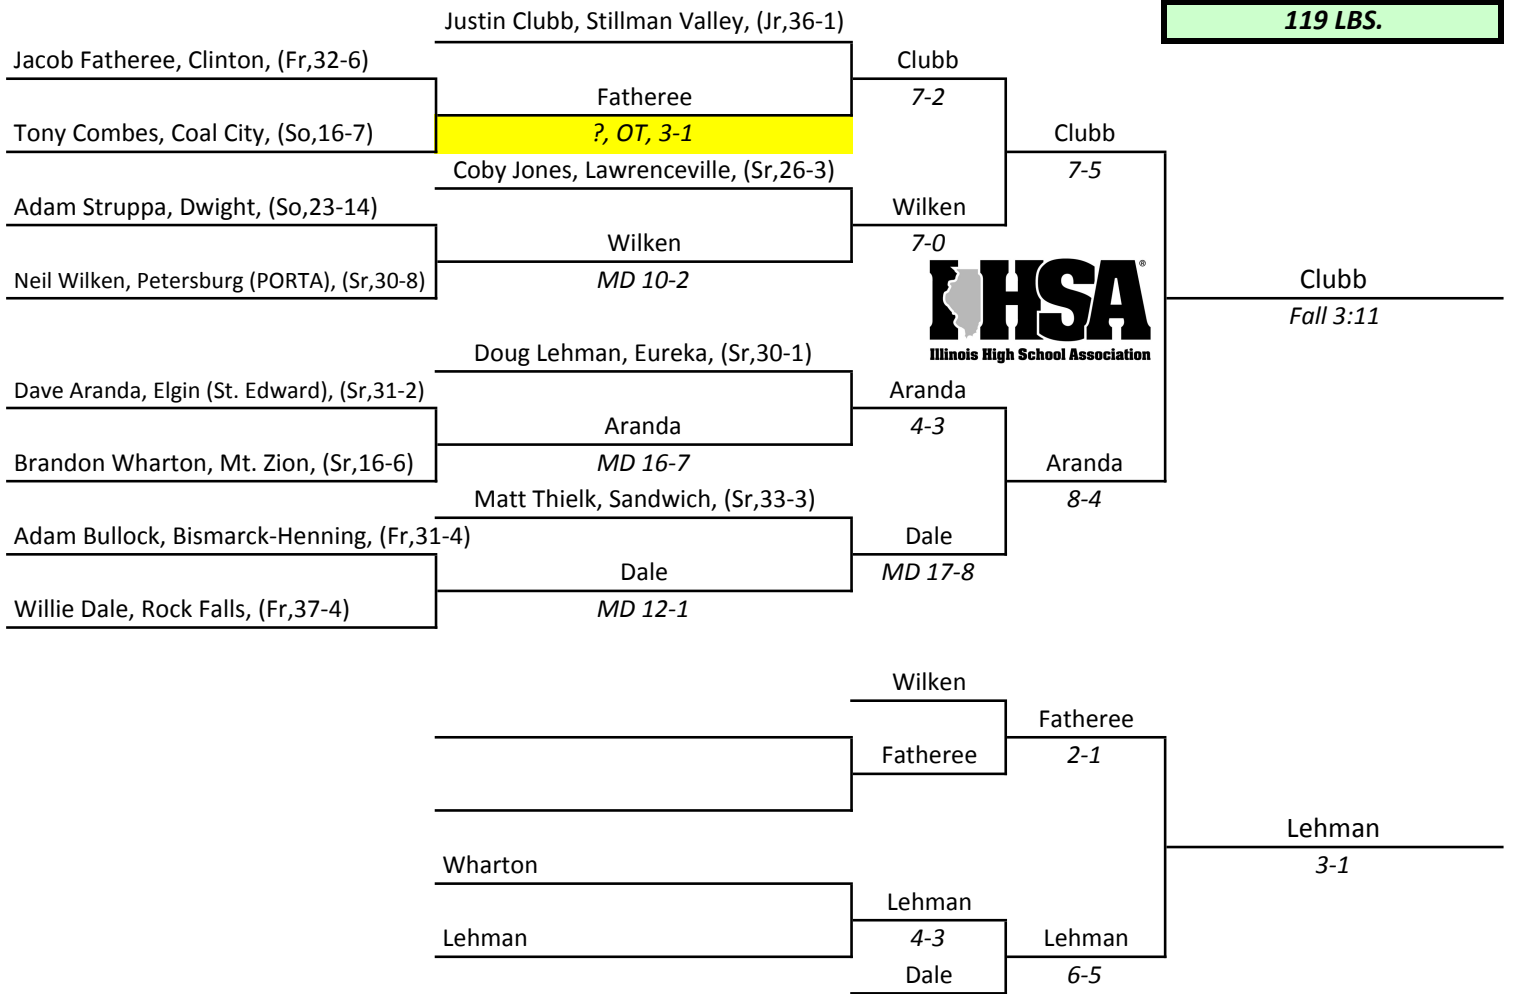 Justin Clubb, Stillman Valley, (Jr,36-1)
119 LBS.
Jacob Fatheree, Clinton, (Fr,32-6)
Clubb
Fatheree
7-2
Tony Combes, Coal City, (So,16-7)
?, OT, 3-1
Clubb
Coby Jones, Lawrenceville, (Sr,26-3)
7-5
Adam Struppa, Dwight, (So,23-14)
Wilken
Wilken
7-0
Neil Wilken, Petersburg (PORTA), (Sr,30-8)
MD 10-2
IHSA®
Illinois High School Association
Clubb
Fall 3:11
Doug Lehman, Eureka, (Sr,30-1)
Dave Aranda, Elgin (St. Edward), (Sr,31-2)
Aranda
Aranda
4-3
Brandon Wharton, Mt. Zion, (Sr,16-6)
MD 16-7
Aranda
Matt Thielk, Sandwich, (Sr,33-3)
8-4
Adam Bullock, Bismarck-Henning, (Fr,31-4)
Dale
Dale
MD 17-8
Willie Dale, Rock Falls, (Fr,37-4)
MD 12-1
Wilken
Fatheree
Fatheree
2-1
Lehman
3-1
Wharton
Lehman
Lehman
4-3
Lehman
Dale
6-5